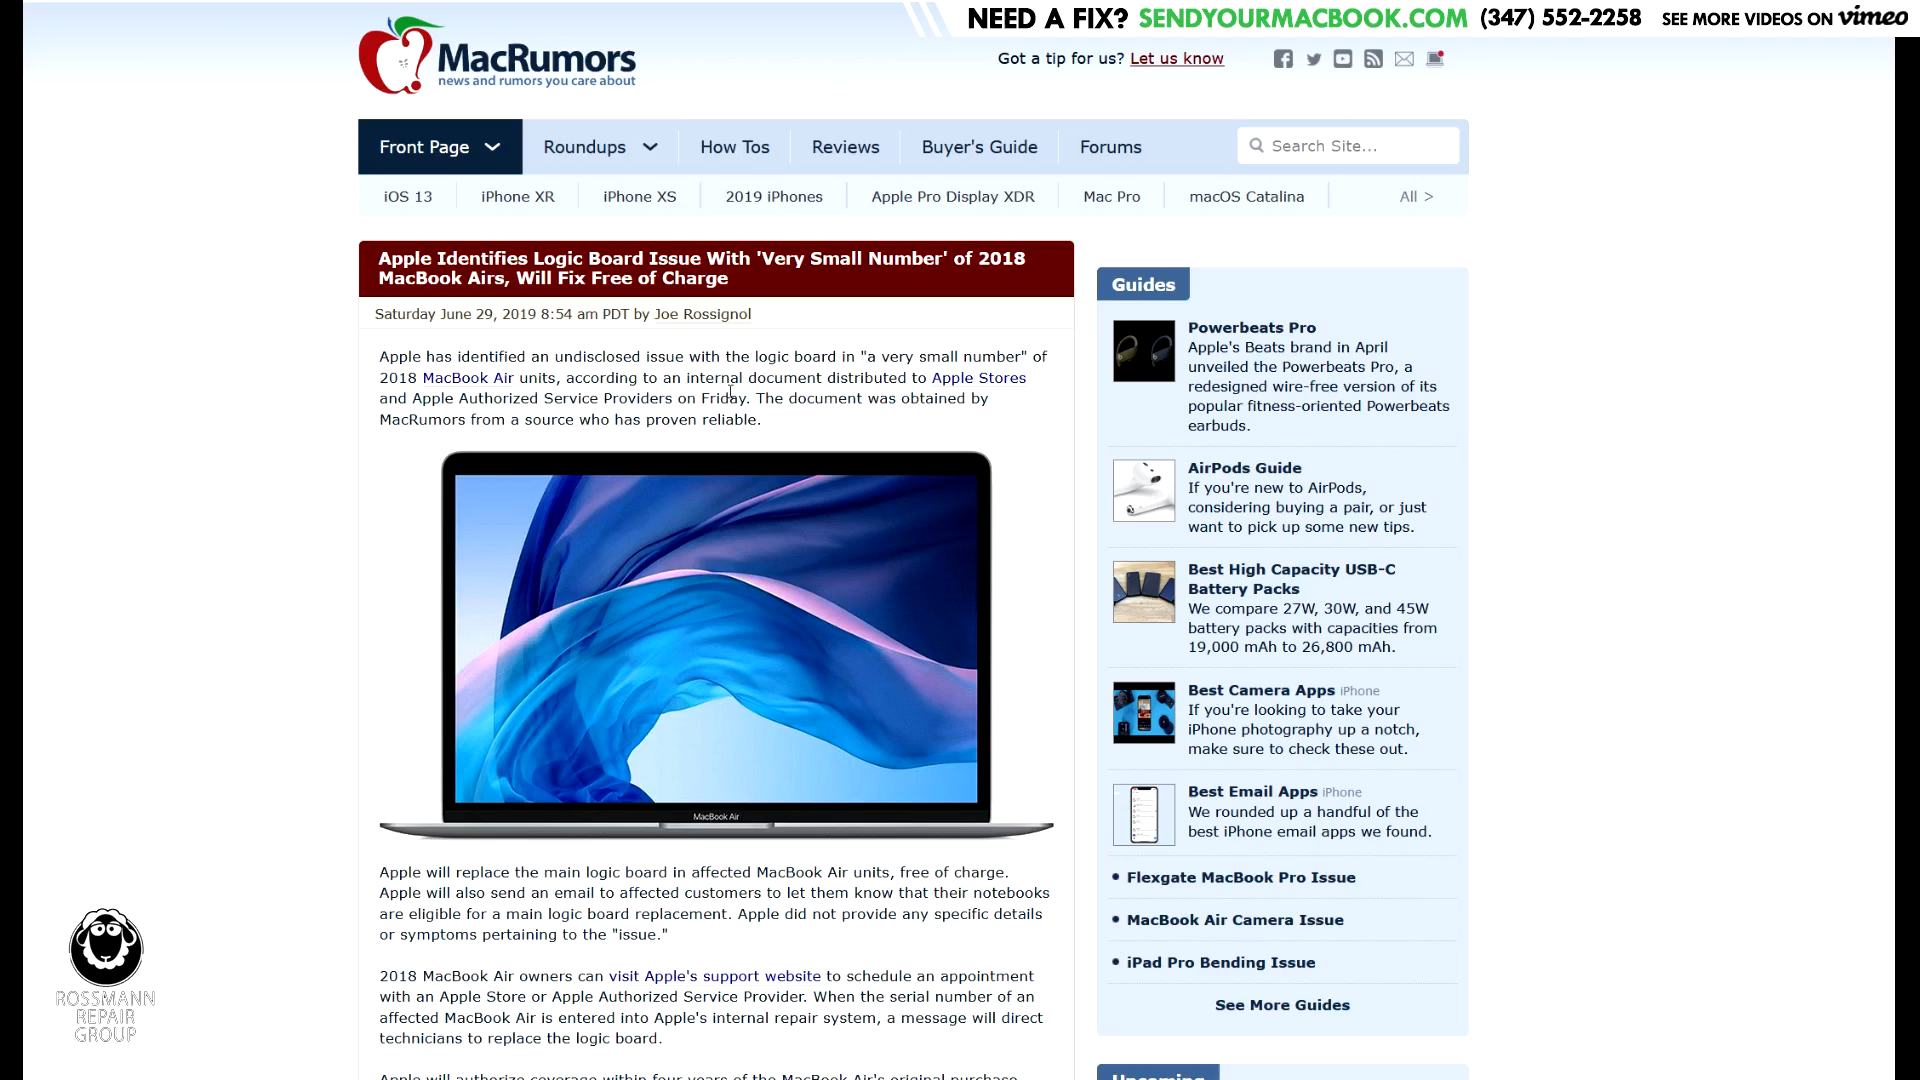 NEED A FIX? SENDYOURMACBOOK.COM (347) 552-2258 SEE MORE VIDEOS ON vimeo
MacRumors
news and rumors you care about
Got a tip for us? Let us know
Front Page
Roundups
How Tos
Reviews
Buyer's Guide
Forums
Search Site...
iOS 13
iPhone XR
iPhone XS
2019 iPhones
Apple Pro Display XDR
Mac Pro
macOS Catalina
All >
Apple Identifies Logic Board Issue With 'Very Small Number' of 2018
MacBook Airs, Will Fix Free of Charge
Saturday June 29, 2019 8:54 am PDT by Joe Rossignol
Apple has identified an undisclosed issue with the logic board in "a very small number" of
2018 MacBook Air units, according to an internal document distributed to Apple Stores
and Apple Authorized Service Providers on Friday. The document was obtained by
MacRumors from a source who has proven reliable.
MacBook Air
Apple will replace the main logic board in affected MacBook Air units, free of charge.
Apple will also send an email to affected customers to let them know that their notebooks
are eligible for a main logic board replacement. Apple did not provide any specific details
or symptoms pertaining to the "issue."
2018 MacBook Air owners can visit Apple's support website to schedule an appointment
with an Apple Store or Apple Authorized Service Provider. When the serial number of an
affected MacBook Air is entered into Apple's internal repair system, a message will direct
technicians to replace the logic board.
Apple will authorize coverage within four years of the MacBook Air's original purchase
Guides
Powerbeats Pro
Apple's Beats brand in April
unveiled the Powerbeats Pro, a
redesigned wire-free version of its
popular fitness-oriented Powerbeats
earbuds.
AirPods Guide
If you're new to AirPods,
considering buying a pair, or just
want to pick up some new tips.
Best High Capacity USB-C
Battery Packs
We compare 27W, 30W, and 45W
battery packs with capacities from
19,000 mAh to 26,800 mAh.
Best Camera Apps iPhone
If you're looking to take your
iPhone photography up a notch,
make sure to check these out.
Best Email Apps iPhone
We rounded up a handful of the
best iPhone email apps we found.
• Flexgate MacBook Pro Issue
• MacBook Air Camera Issue
• iPad Pro Bending Issue
See More Guides
Upcoming
ROSSMANN
REPAIR
GROUP